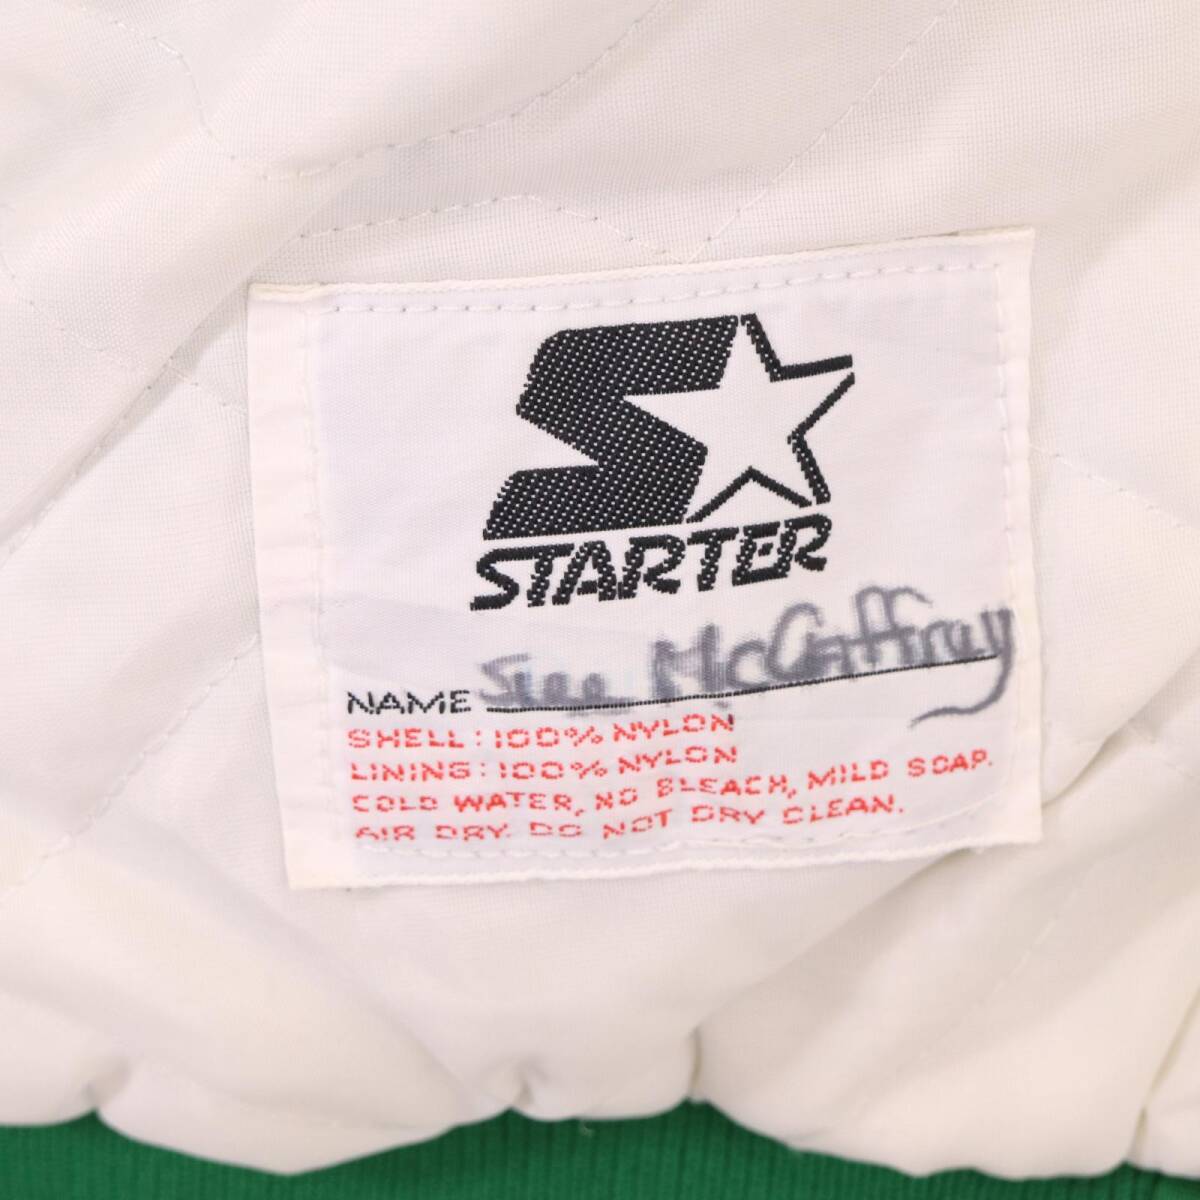 STARTER
NAME McCaffray
SHELL: 100% NYLON
LINING: 100% NYLON
COLD WATER, NO BLEACH, MILD SOAP.
AIR DRY. DO NOT DRY CLEAN.